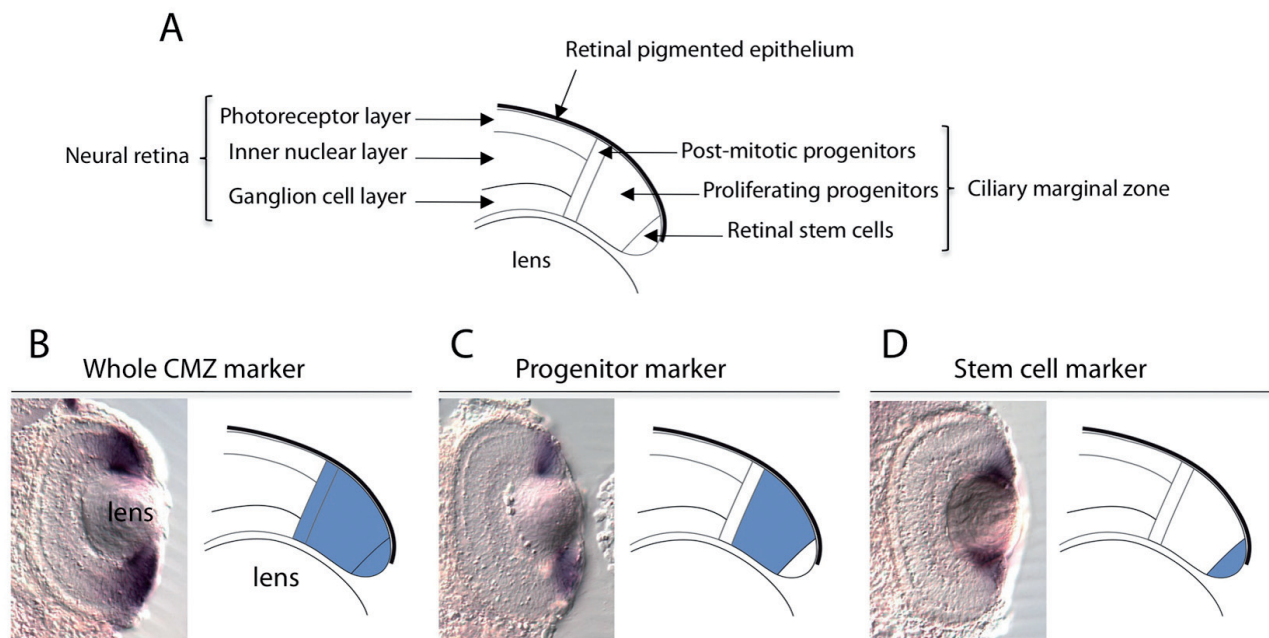 A
Retinal pigmented epithelium
Neural retina
Photoreceptor layer
Inner nuclear layer
Ganglion cell layer
Post-mitotic progenitors
Proliferating progenitors
Retinal stem cells
Ciliary marginal zone
lens
B
Whole CMZ marker
lens
lens
C
Progenitor marker
D
Stem cell marker